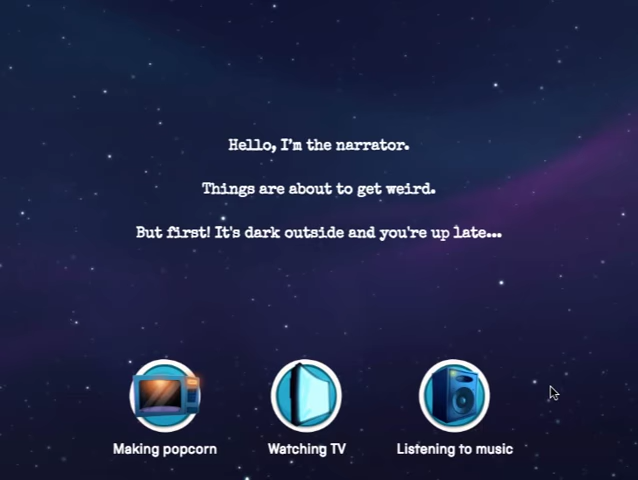 Hello, I'm the narrator.
Things are about to get weird.
But first! It's dark outside and you're up late...
Making popcorn
Watching TV
Listening to music